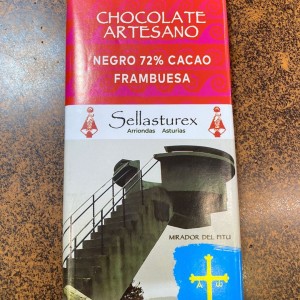 CHOCOLATE
ARTESANO
NEGRO 72% CACAO
FRAMBUESA
Sellasturex
Arriondas Asturias
MIRADOR DEL FITU
Α ω